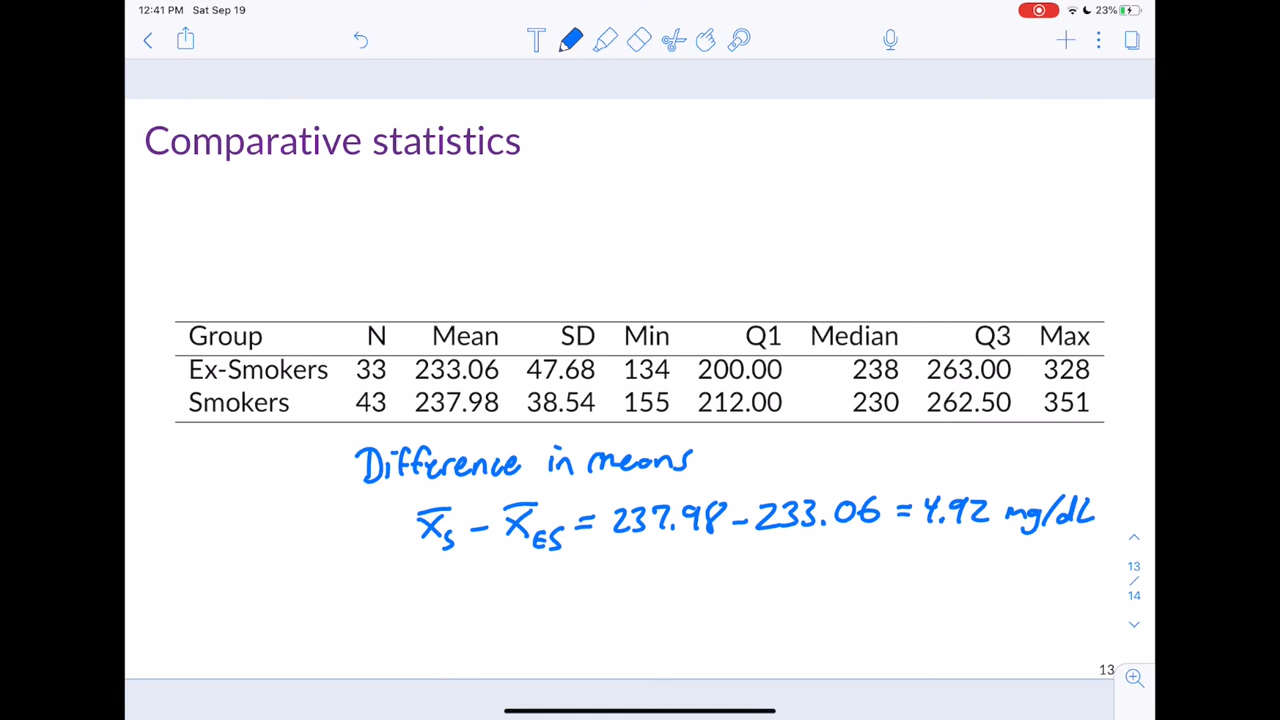 12:41 PM Sat Sep 19
23%
T
Comparative statistics
Group N Mean SD Min Q1 Median Q3 Max
Ex-Smokers 33 233.06 47.68 134 200.00 238 263.00 328
Smokers 43 237.98 38.54 155 212.00 230 262.50 351
Difference in means
x̄S - x̄ES = 237.98 - 233.06 = 4.92 mg/dL
13
/
14
13